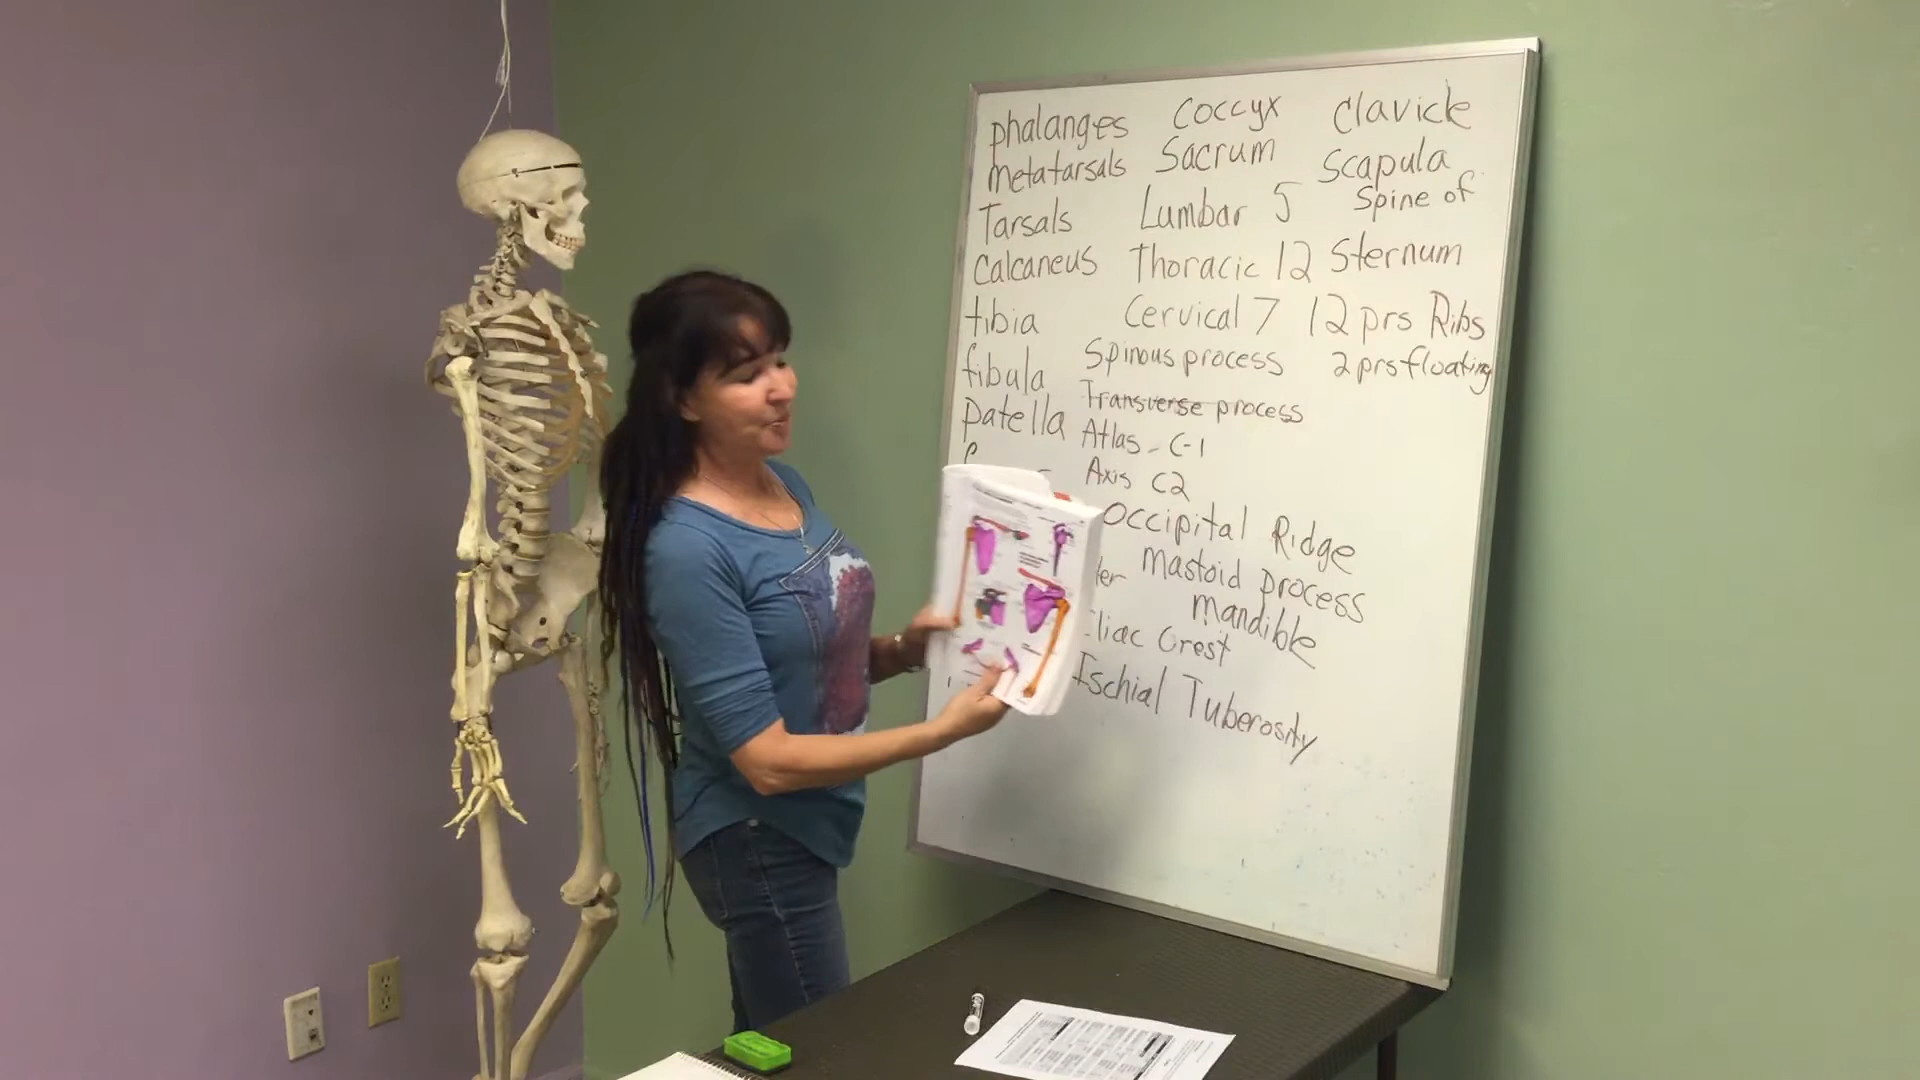 phalanges
metatarsals
Tarsals
Calcaneus
tibia
fibula
patella
Coccyx
Sacrum
Lumbar 5
Thoracic 12
Cervical 7
Spinous process
Transverse process
Atlas - C-1
Axis C2
Occipital Ridge
Mastoid process
Mandible
Iliac Crest
Ischial Tuberosity
Clavicle
Scapula
Spine of
Sternum
12 prs Ribs
2 prs floating